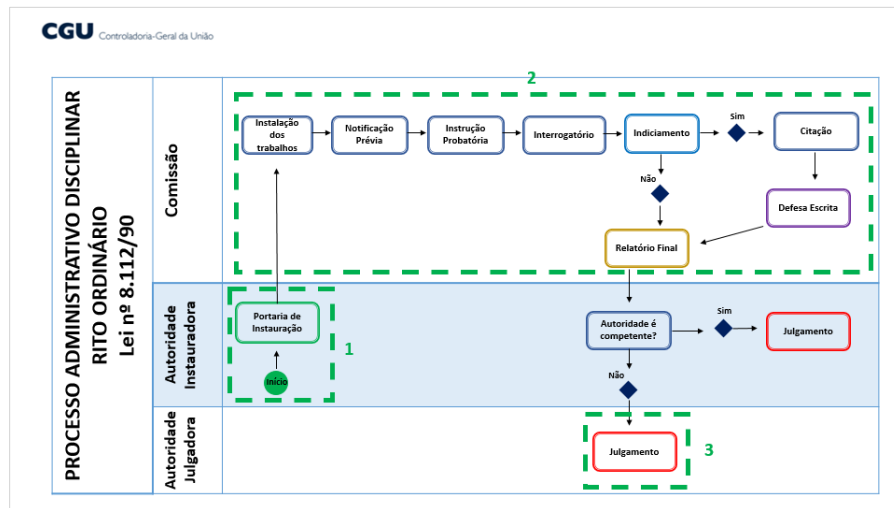 CGU Controladoria-Geral da União
PROCESSO ADMINISTRATIVO DISCIPLINAR
RITO ORDINÁRIO
Lei nº 8.112/90
Comissão
2
Instalação
dos
trabalhos
Notificação
Prévia
Instrução
Probatória
Interrogatório
Indiciamento
Sim
Citação
Não
Defesa Escrita
Relatório Final
Autoridade
Instauradora
Portaria de
Instauração
1
Início
Autoridade é
competente?
Sim
Julgamento
Não
Autoridade
Julgadora
Julgamento
3